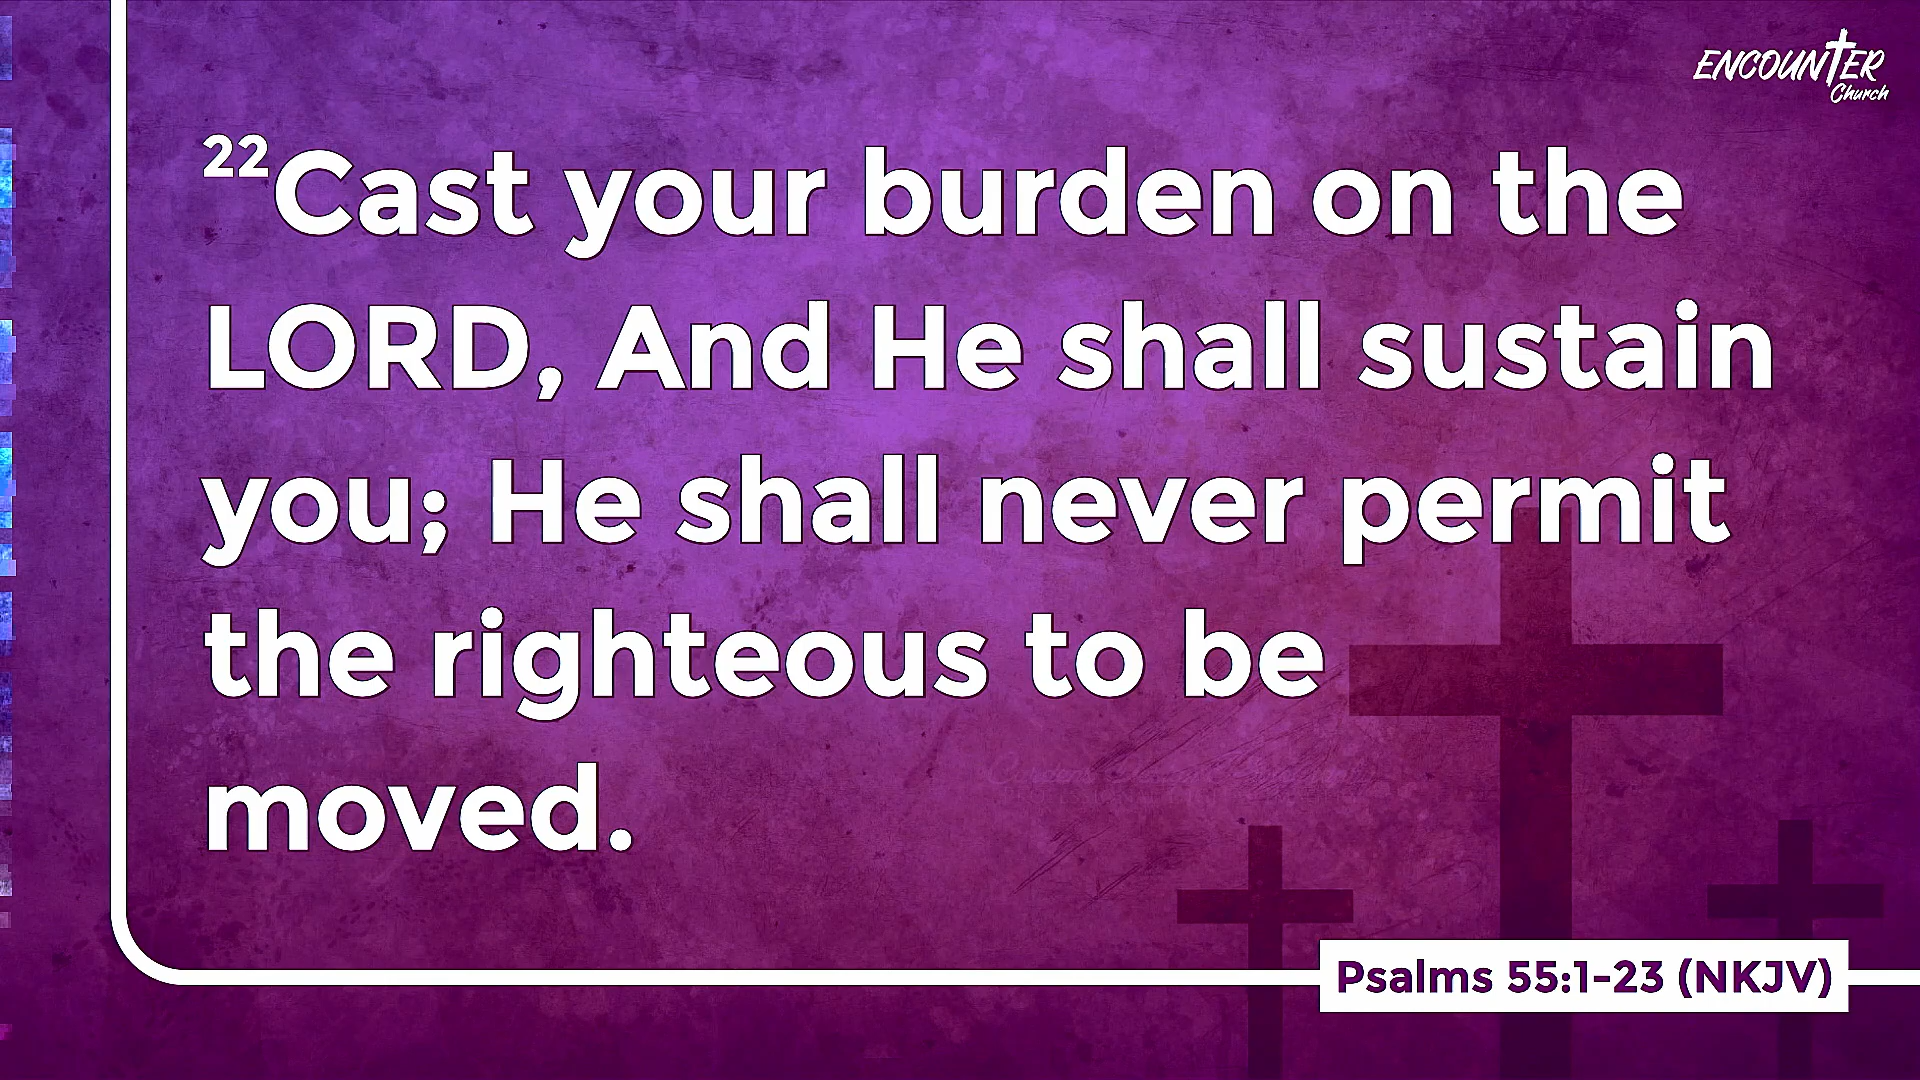 ENCOUNTER
Church
22Cast your burden on the
LORD, And He shall sustain
you; He shall never permit
the righteous to be
moved.
Psalms 55:1-23 (NKJV)